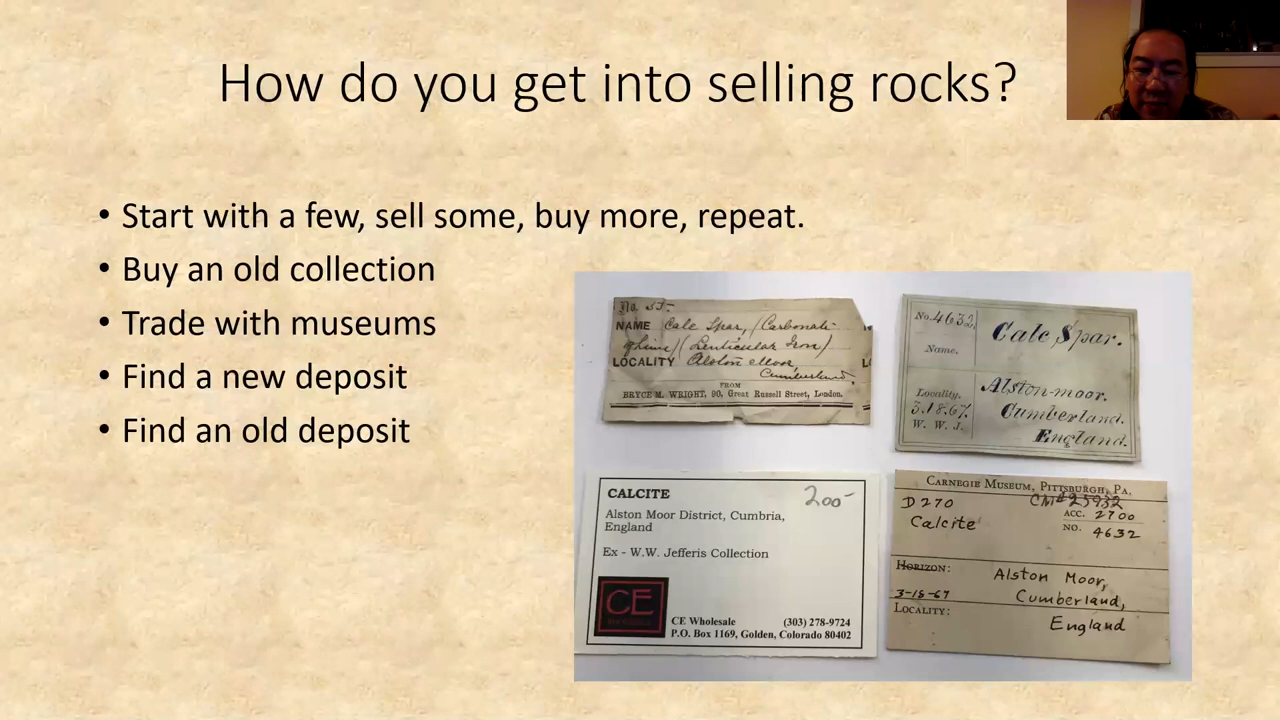 How do you get into selling rocks?
• Start with a few, sell some, buy more, repeat.
• Buy an old collection
• Trade with museums
• Find a new deposit
• Find an old deposit
No. 55-
NAME Calc Spar, (Carbonate
of Lime) (Lenticular Iron)
LOCALITY Alston Moor,
Cumberland.
FROM
BRYCE M. WRIGHT, 90, Great Russell Street, London.
No. 4632.
Calc Spar.
Name.
Locality.
3.18.67.
W. W. J.
Alston-moor.
Cumberland.
England.
CALCITE
200-
Alston Moor District, Cumbria,
England
Ex - W.W. Jefferis Collection
CE
CE Wholesale (303) 278-9724
P.O. Box 1169, Golden, Colorado 80402
CARNEGIE MUSEUM, PITTSBURGH, PA.
D270 CM#25932
ACC. 2700
Calcite
NO. 4632
HORIZON:
Alston Moor,
3-18-67
Cumberland,
LOCALITY:
England